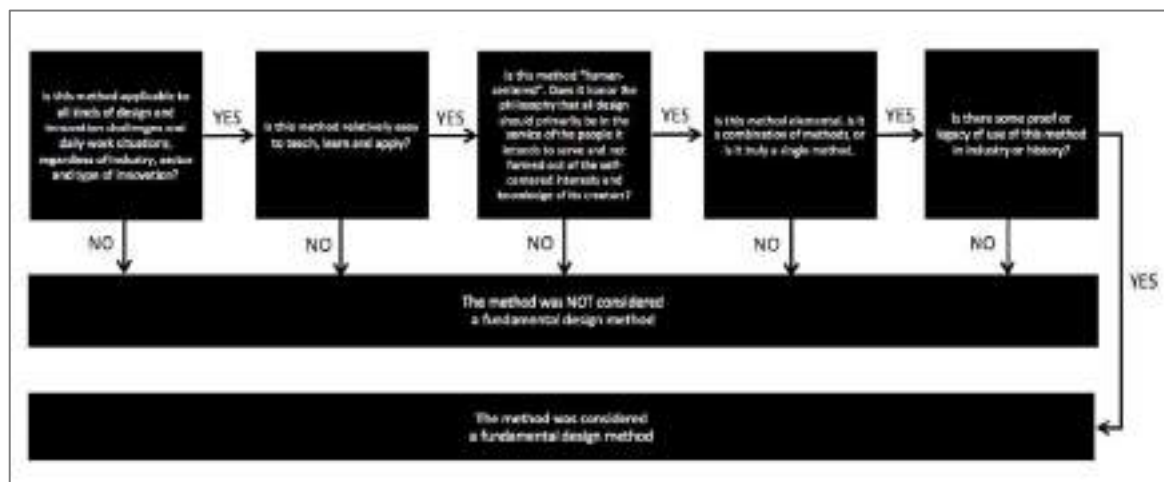 Is this method applicable to
all kinds of design and
innovation challenges and
daily work situations,
regardless of industry, sector
and type of innovation?
YES
Is this method relatively easy
to teach, learn and apply?
YES
Is this method "human-
centered". Does it honor the
philosophy that all design
should primarily be in the
service of the people it
intends to serve and not
formed out of the self-
centered interests and
knowledge of its creators?
YES
Is this method elemental. Is it
a combination of methods, or
is it truly a single method.
YES
Is there some proof or
legacy of use of this method
in industry or history?
NO
NO
NO
NO
NO
YES
The method was NOT considered
a fundamental design method
The method was considered
a fundamental design method